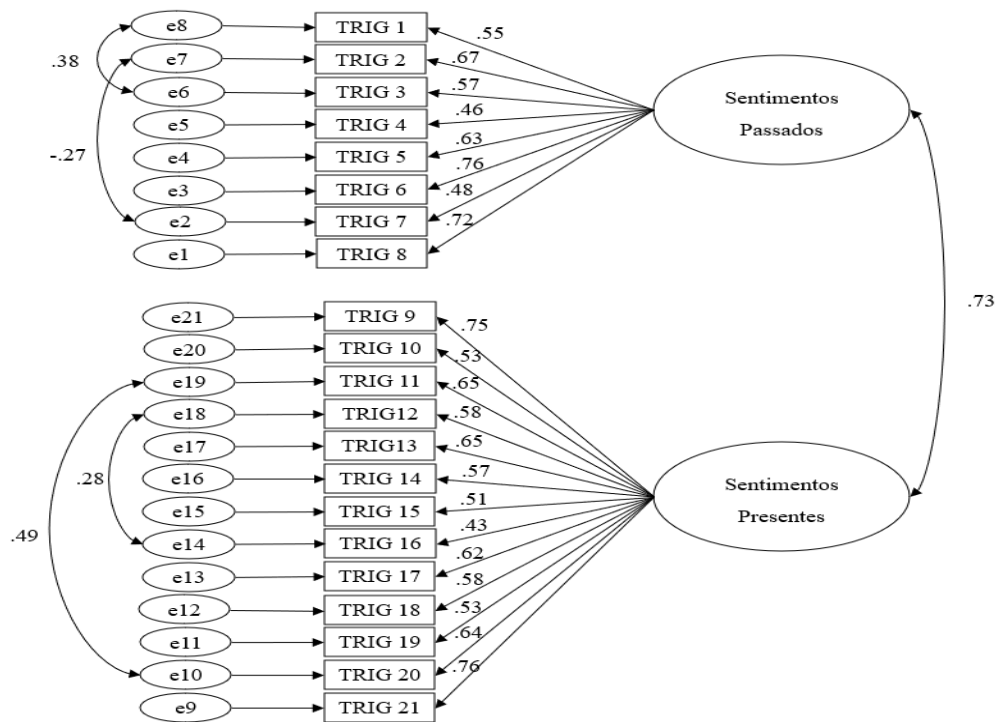 e8 TRIG 1 .55
e7 TRIG 2 .67
.38
e6 TRIG 3 .57
e5 TRIG 4 .46
Sentimentos
Passados
-.27
e4 TRIG 5 .63
e3 TRIG 6 .76
e2 TRIG 7 .48
e1 TRIG 8 .72
.73
e21 TRIG 9 .75
e20 TRIG 10 .53
e19 TRIG 11 .65
e18 TRIG12 .58
e17 TRIG13 .65
.28
e16 TRIG 14 .57
Sentimentos
Presentes
e15 TRIG 15 .51
.49
e14 TRIG 16 .43
e13 TRIG 17 .62
e12 TRIG 18 .58
e11 TRIG 19 .53
e10 TRIG 20 .64
e9 TRIG 21 .76